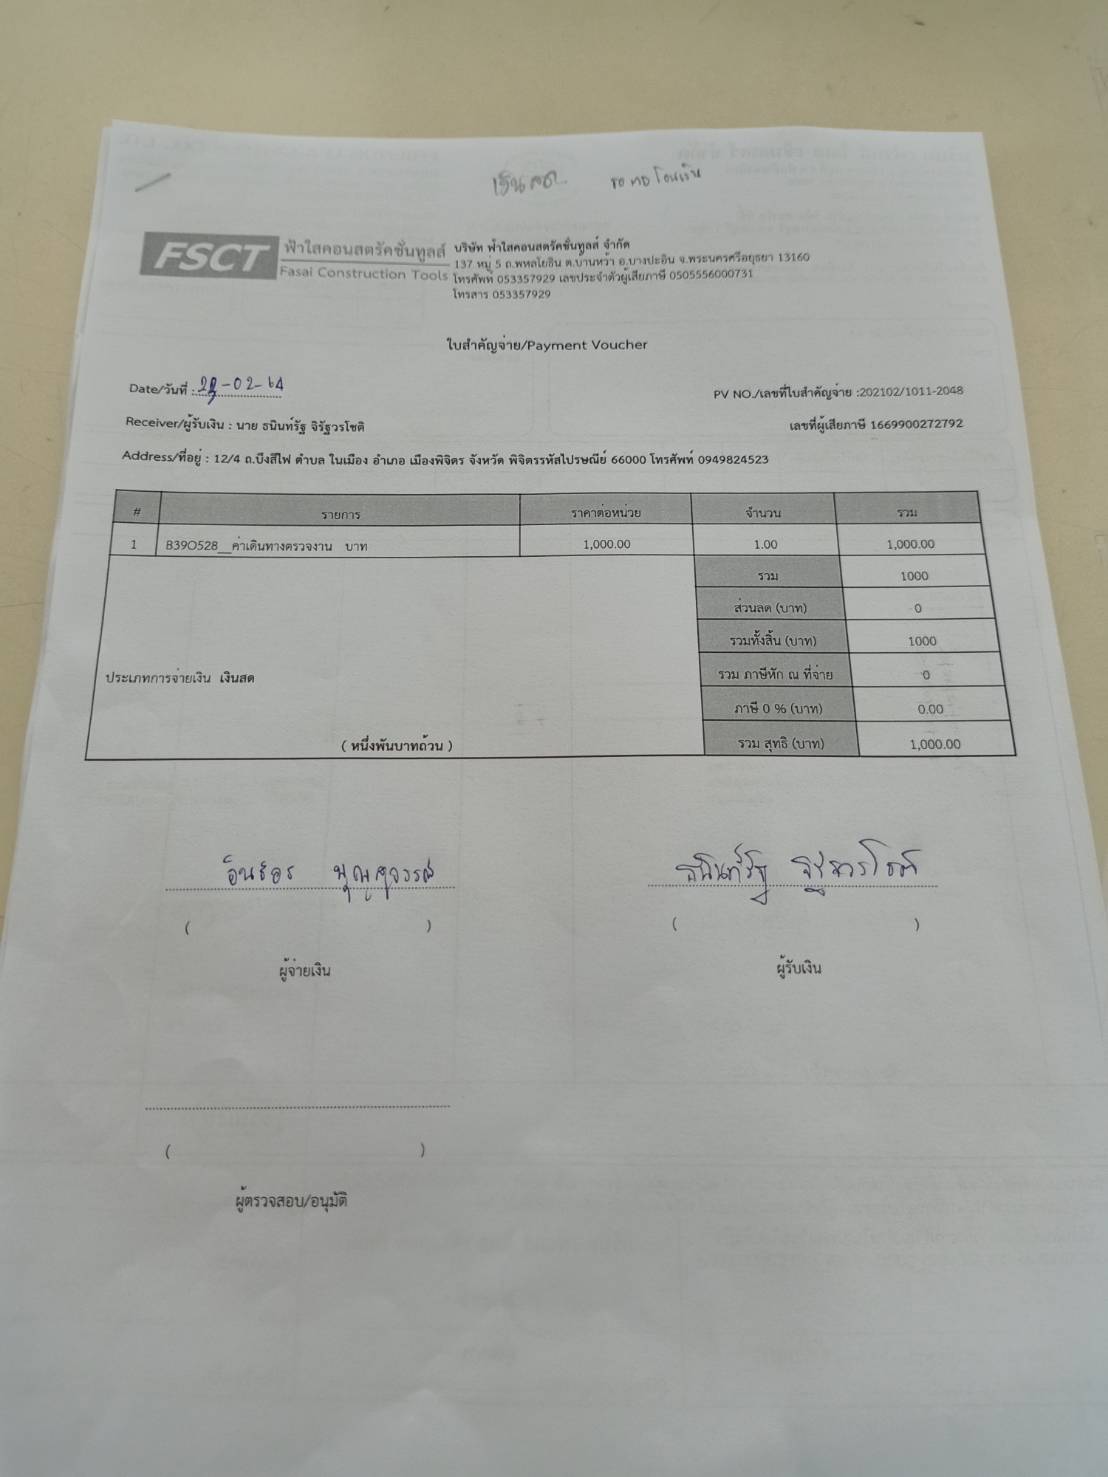 เงินสด ขอ
FSCT ฟ้าใสคอนสตรัคชั่นทูลส์
Fasai Construction Tools
บริษัท ฟ้าใสคอนสตรัคชั่นทูลส์ จำกัด
137 หมู่ 5 ถ.พหลโยธิน ต.บ้านหว้า อ.บางปะอิน จ.พระนครศรีอยุธยา 13160
โทรศัพท์ 053357929 เลขประจำตัวผู้เสียภาษี 0505556000731
โทรสาร 053357929
ใบสำคัญจ่าย/Payment Voucher
Date/วันที่ : -02-64
PV NO./เลขที่ใบสำคัญจ่าย :202102/1011-2048
Receiver/ผู้รับเงิน : นาย ธนินท์รัฐ จิรัฐวรโชติ
เลขที่ผู้เสียภาษี 1669900272792
Address/ที่อยู่ : 12/4 ถ.บึงสีไฟ ตำบล ในเมือง อำเภอ เมืองพิจิตร จังหวัด พิจิตรรหัสไปรษณีย์ 66000 โทรศัพท์ 0949824523
# รายการ ราคาต่อหน่วย จำนวน รวม
1 B39O528__ค่าเดินทางตรวจงาน บาท 1,000.00 1.00 1,000.00
รวม 1000
ส่วนลด (บาท) 0
รวมทั้งสิ้น (บาท) 1000
ประเภทการจ่ายเงิน เงินสด
รวม ภาษีหัก ณ ที่จ่าย 0
ภาษี 0 % (บาท) 0.00
( หนึ่งพันบาทถ้วน )
รวม สุทธิ (บาท) 1,000.00
ธนินท์รัฐ จิรัฐวรโชติ
( ) ( )
ผู้จ่ายเงิน ผู้รับเงิน
( )
ผู้ตรวจสอบ/อนุมัติ